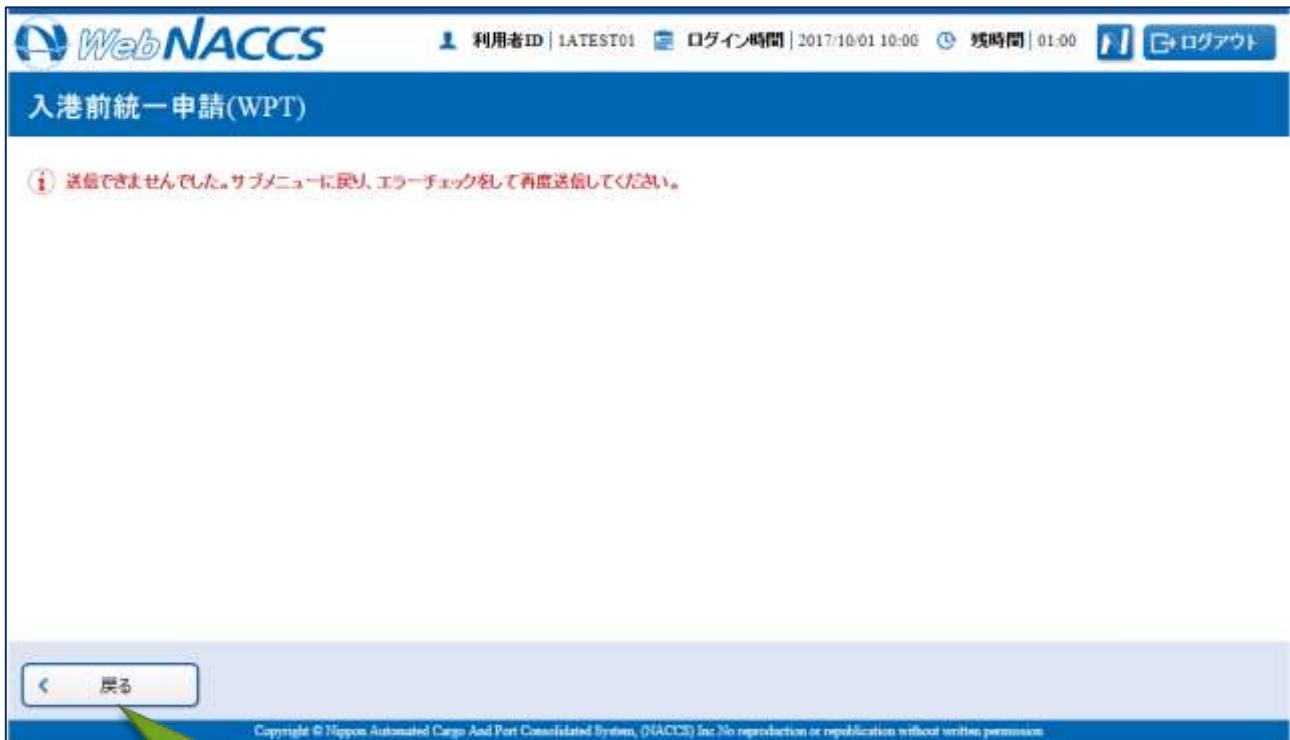 WebNACCS 利用者ID | 1ATEST01 ログイン時間 | 2017/10/01 10:00 残時間 | 01:00 ログアウト
入港前統一申請(WPT)
送信できませんでした。サブメニューに戻り、エラーチェックをして再度送信してください。
戻る
Copyright © Nippon Automated Cargo And Port Consolidated System, (NACCS) Inc No reproduction or republication without written permission